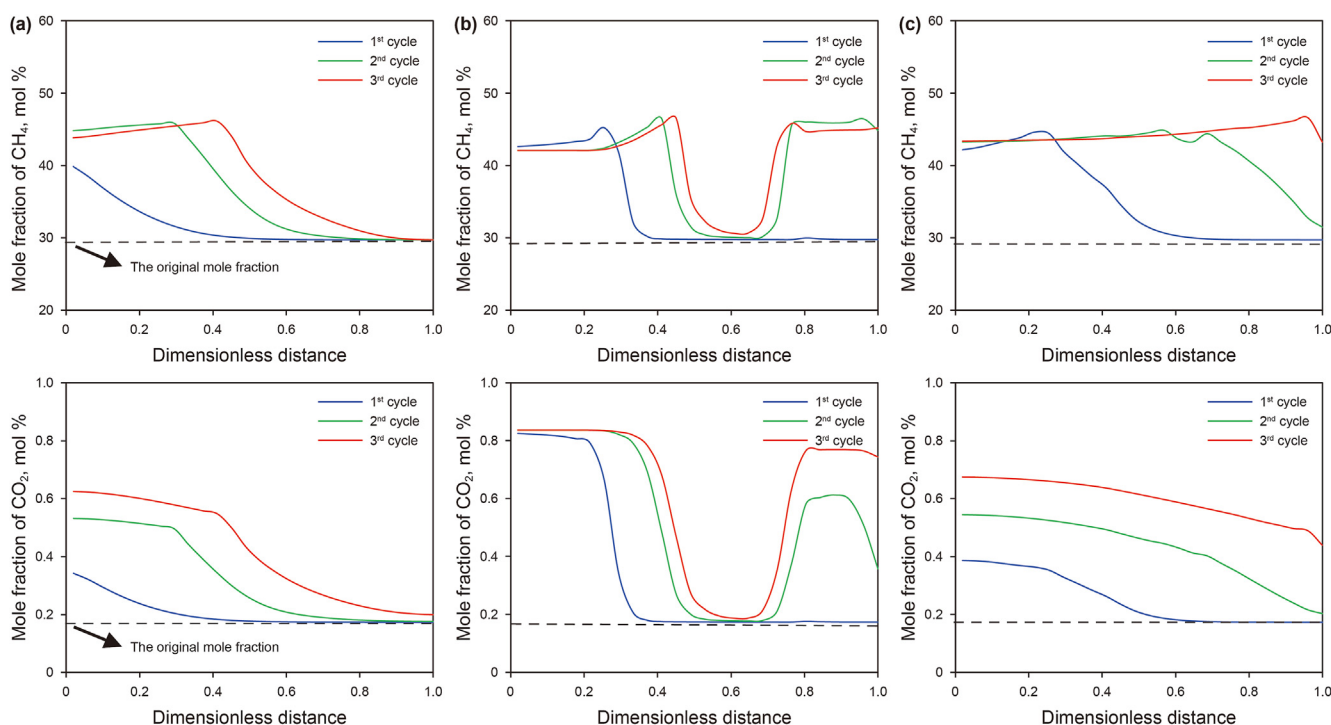 (a)
60
50
40
30
20
Mole fraction of CH₄, mol %
1st cycle
2nd cycle
3rd cycle
The original mole fraction
0 0.2 0.4 0.6 0.8 1.0
Dimensionless distance
(b)
60
50
40
30
20
Mole fraction of CH₄, mol %
1st cycle
2nd cycle
3rd cycle
0 0.2 0.4 0.6 0.8 1.0
Dimensionless distance
(c)
60
50
40
30
20
Mole fraction of CH₄, mol %
1st cycle
2nd cycle
3rd cycle
0 0.2 0.4 0.6 0.8 1.0
Dimensionless distance
1.0
0.8
0.6
0.4
0.2
0
Mole fraction of CO₂, mol %
1st cycle
2nd cycle
3rd cycle
The original mole fraction
0 0.2 0.4 0.6 0.8 1.0
Dimensionless distance
1.0
0.8
0.6
0.4
0.2
0
Mole fraction of CO₂, mol %
1st cycle
2nd cycle
3rd cycle
0 0.2 0.4 0.6 0.8 1.0
Dimensionless distance
1.0
0.8
0.6
0.4
0.2
0
Mole fraction of CO₂, mol %
1st cycle
2nd cycle
3rd cycle
0 0.2 0.4 0.6 0.8 1.0
Dimensionless distance